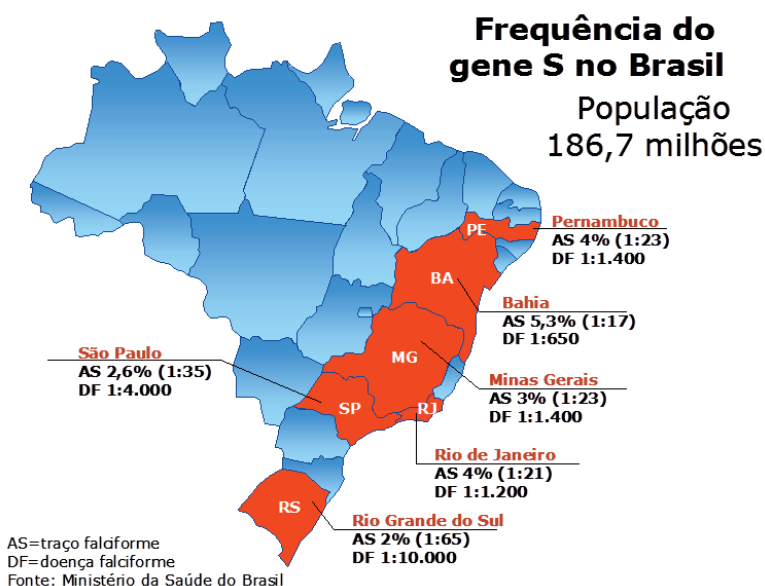 Frequência do
gene S no Brasil
População
186,7 milhões
PE
Pernambuco
AS 4% (1:23)
DF 1:1.400
BA
Bahia
AS 5,3% (1:17)
DF 1:650
São Paulo
AS 2,6% (1:35)
DF 1:4.000
MG
Minas Gerais
AS 3% (1:23)
DF 1:1.400
SP
RJ
Rio de Janeiro
AS 4% (1:21)
DF 1:1.200
RS
Rio Grande do Sul
AS 2% (1:65)
DF 1:10.000
AS=traço falciforme
DF=doença falciforme
Fonte: Ministério da Saúde do Brasil